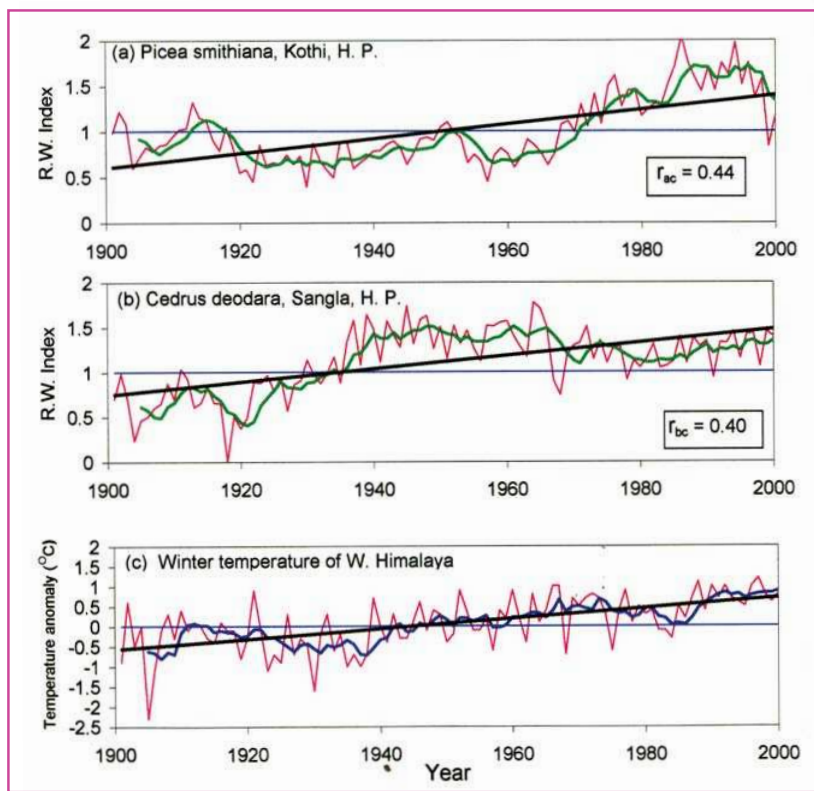 (a) Picea smithiana, Kothi, H. P.
R.W. Index
2
1.5
1
0.5
0
r_ac = 0.44
1900 1920 1940 1960 1980 2000
(b) Cedrus deodara, Sangla, H. P.
R.W. Index
2
1.5
1
0.5
0
r_bc = 0.40
1900 1920 1940 1960 1980 2000
(c) Winter temperature of W. Himalaya
Temperature anomaly (°C)
2
1.5
1
0.5
0
-0.5
-1
-1.5
-2
-2.5
1900 1920 1940 1960 1980 2000
Year